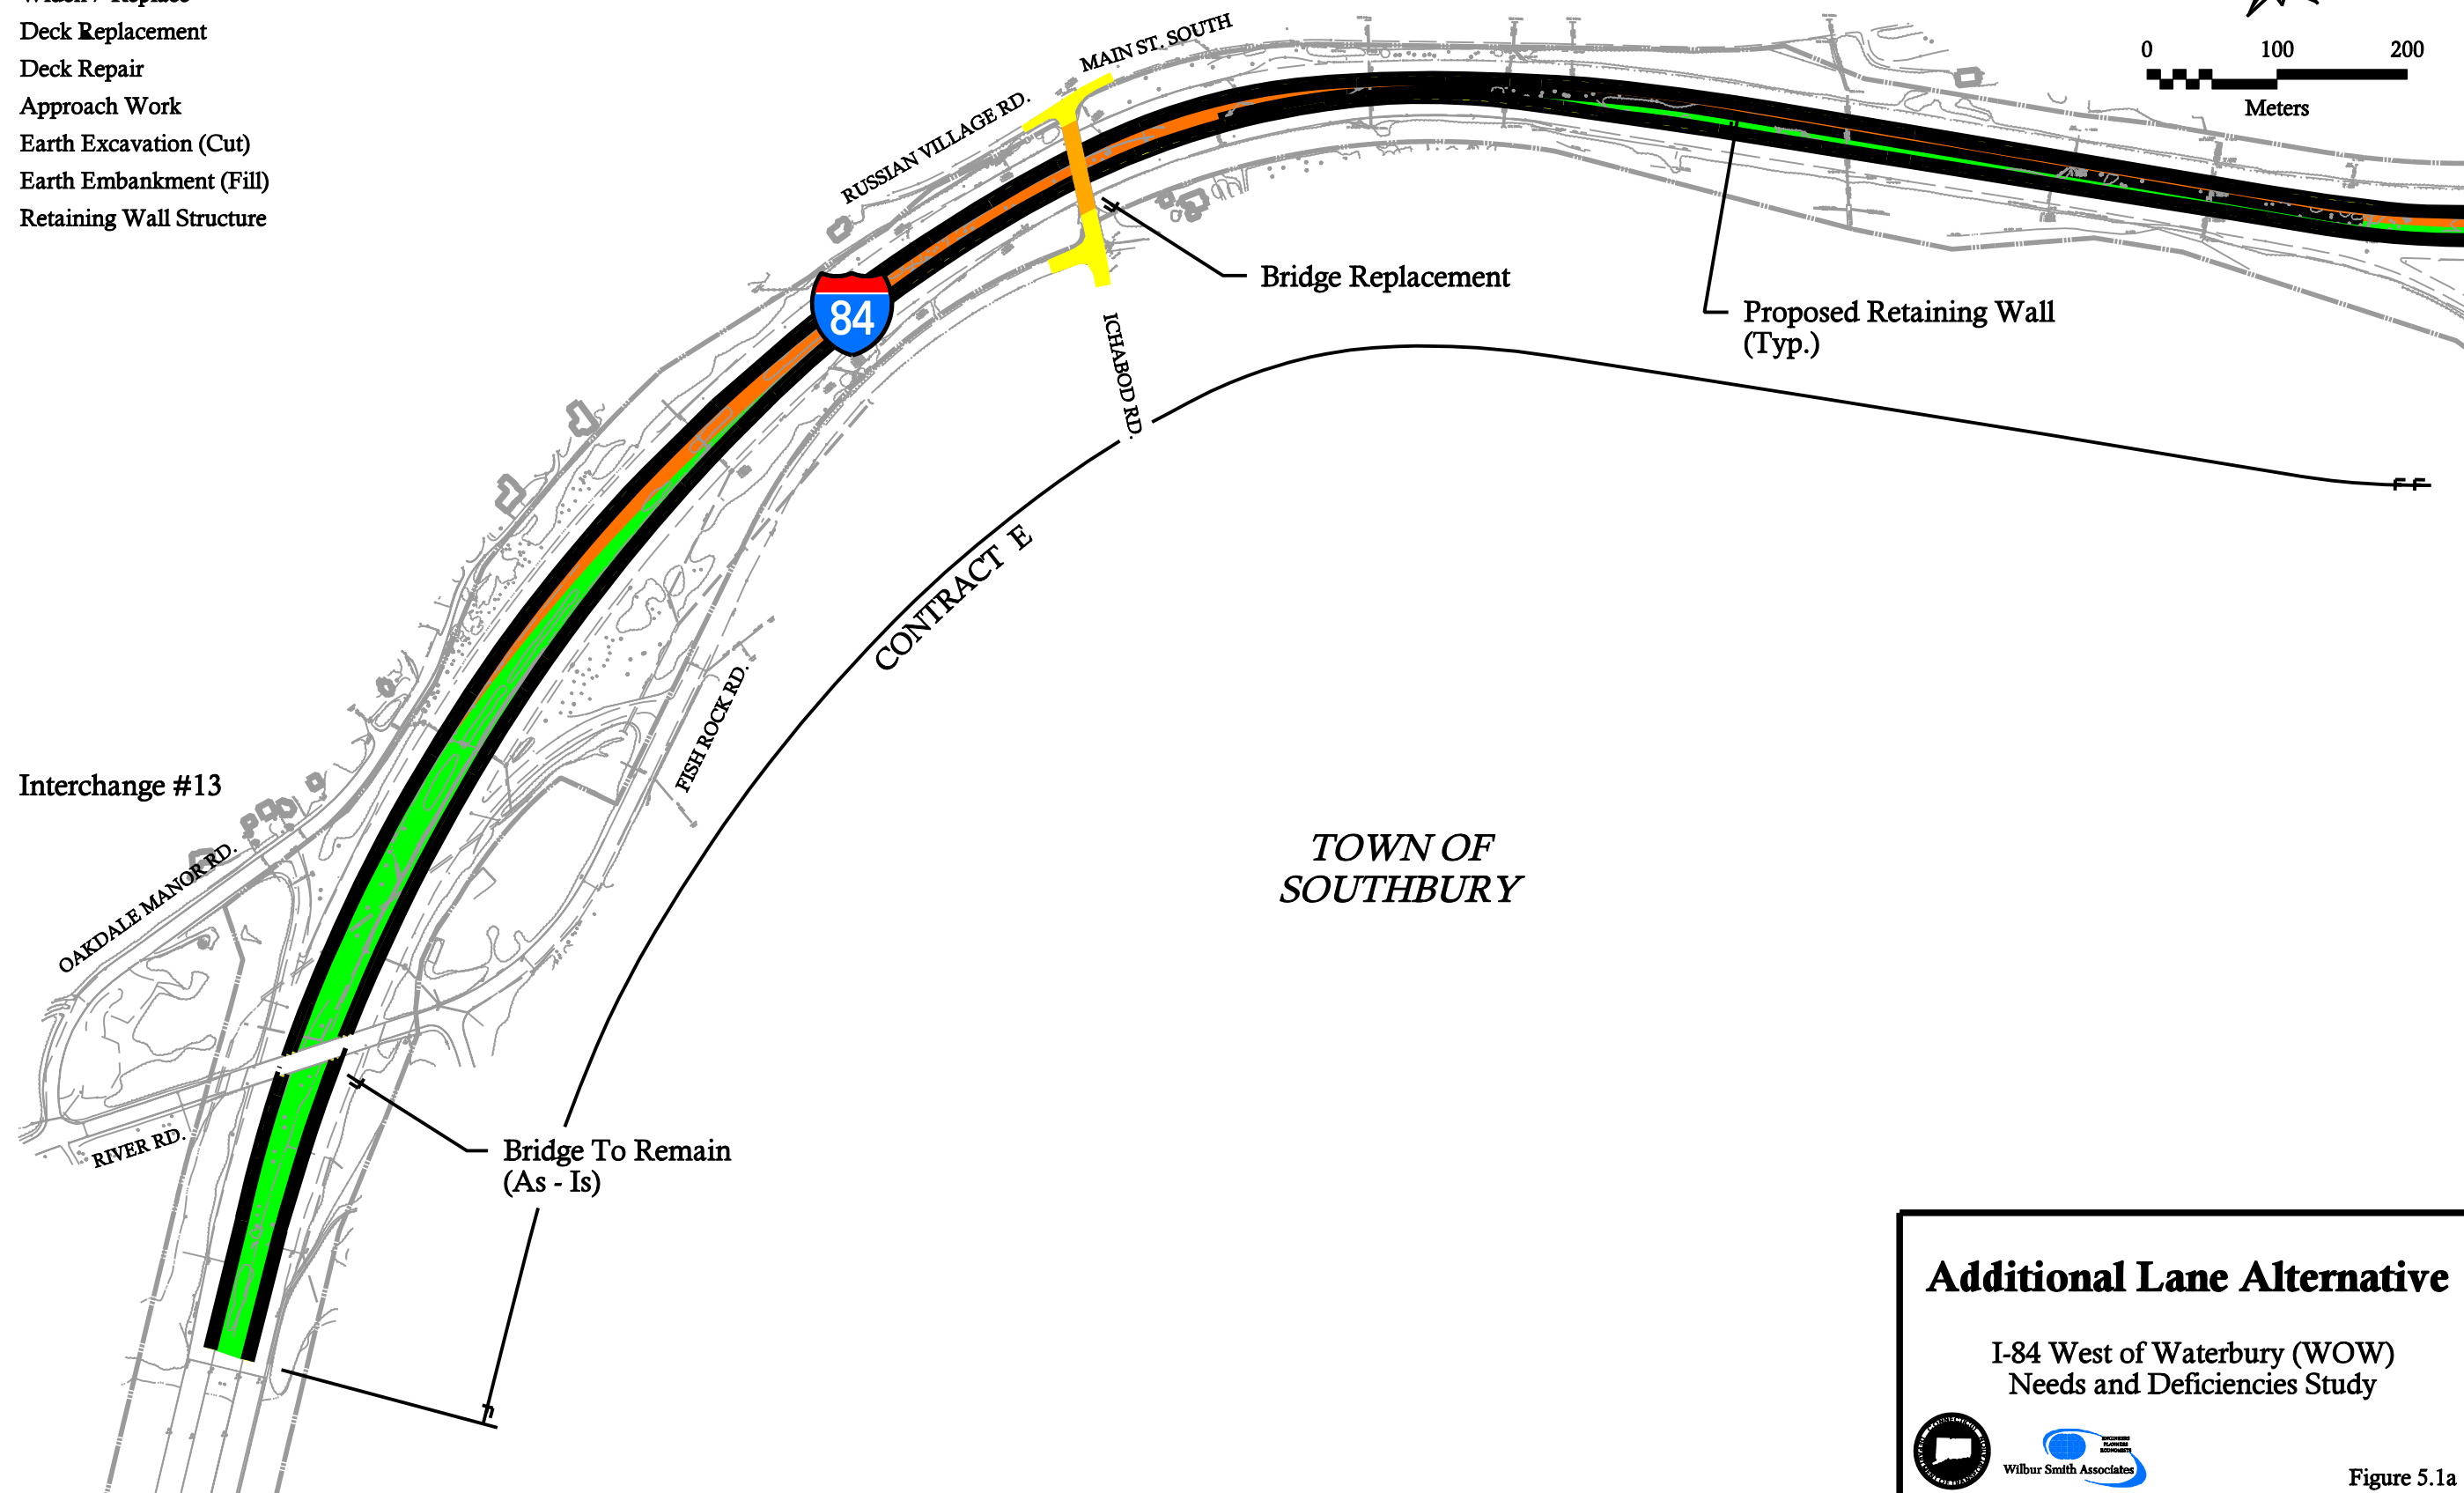 Deck Replacement
Deck Repair
Approach Work
Earth Excavation (Cut)
Earth Embankment (Fill)
Retaining Wall Structure
MAIN ST. SOUTH
RUSSIAN VILLAGE RD.
0 100 200
Meters
84
Bridge Replacement
Proposed Retaining Wall
(Typ.)
ICHABOD RD.
CONTRACT E
FISH ROCK RD.
Interchange #13
OAKDALE MANOR RD.
TOWN OF
SOUTHBURY
RIVER RD.
Bridge To Remain
(As - Is)
Additional Lane Alternative
I-84 West of Waterbury (WOW)
Needs and Deficiencies Study
ENGINEERS
PLANNERS
ECONOMISTS
Wilbur Smith Associates
Figure 5.1a